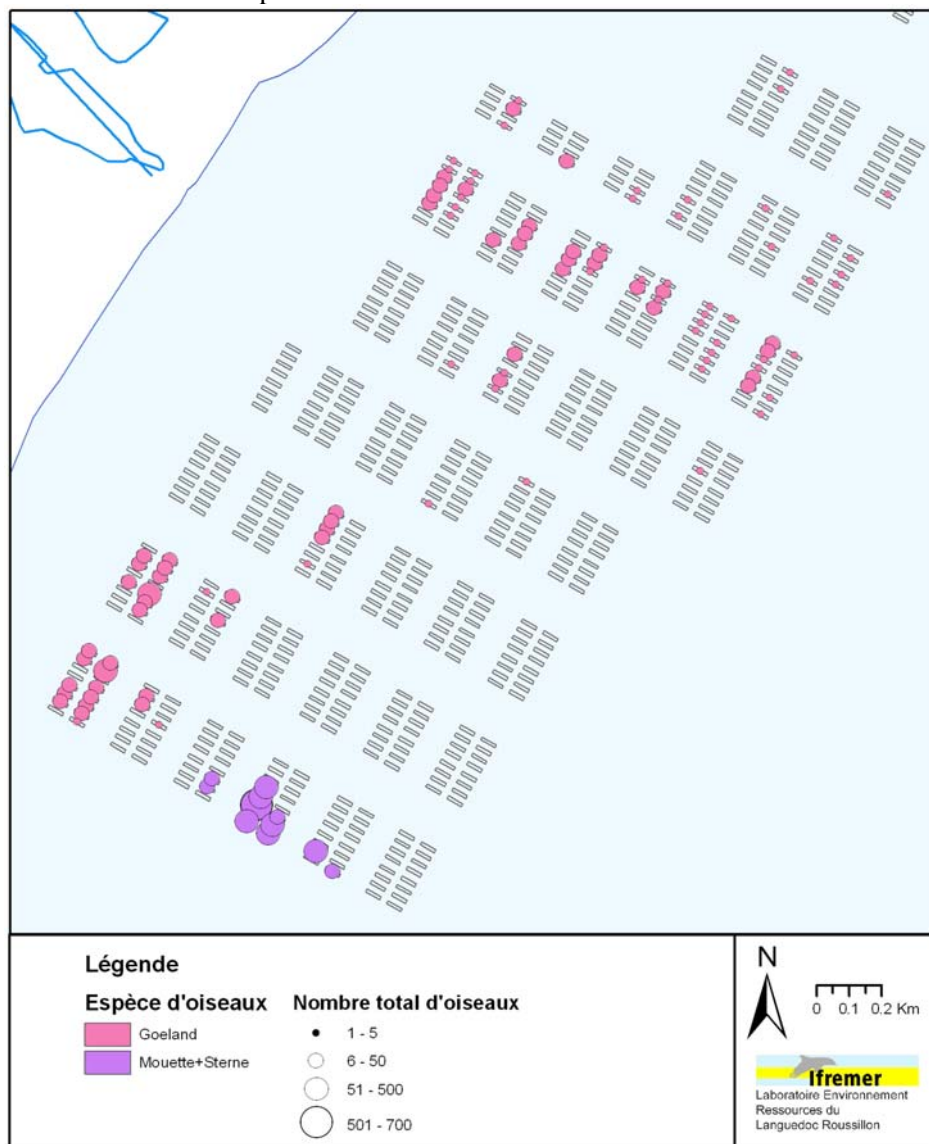 Légende
Espèce d'oiseaux
Goeland
Mouette+Sterne
Nombre total d'oiseaux
1 - 5
6 - 50
51 - 500
501 - 700
N
0 0.1 0.2 Km
Ifremer
Laboratoire Environnement
Ressources du
Languedoc Roussillon